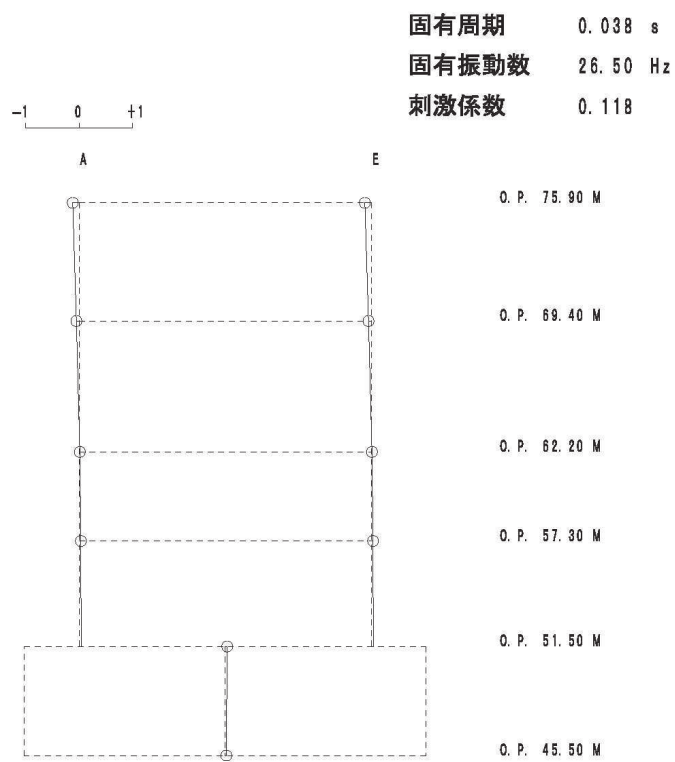 固有周期 0.038 s
固有振動数 26.50 Hz
刺激係数 0.118
-1 0 +1
A E
O.P. 75.90 M
O.P. 69.40 M
O.P. 62.20 M
O.P. 57.30 M
O.P. 51.50 M
O.P. 45.50 M